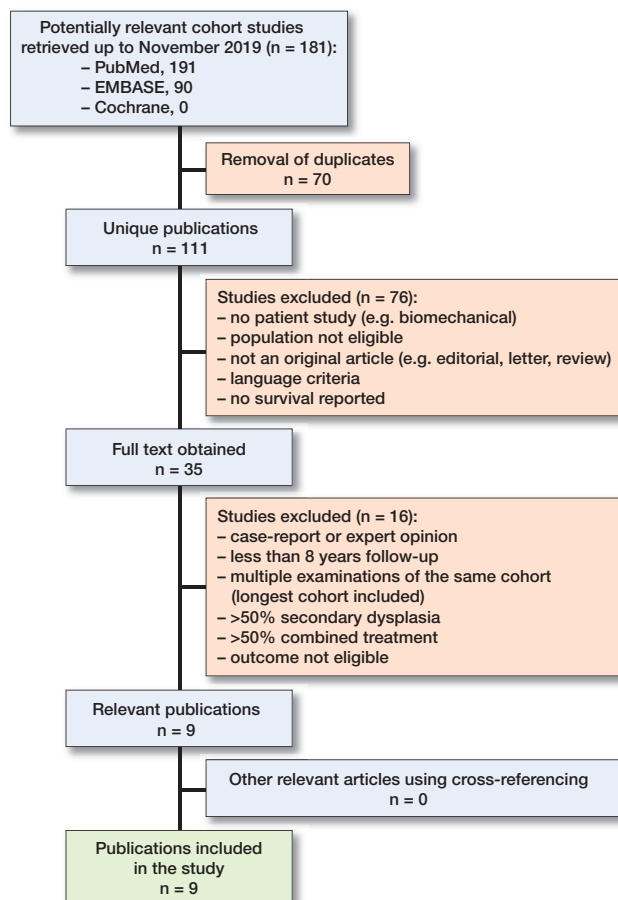 Potentially relevant cohort studies
retrieved up to November 2019 (n = 181):
– PubMed, 191
– EMBASE, 90
– Cochrane, 0
Removal of duplicates
n = 70
Unique publications
n = 111
Studies excluded (n = 76):
– no patient study (e.g. biomechanical)
– population not eligible
– not an original article (e.g. editorial, letter, review)
– language criteria
– no survival reported
Full text obtained
n = 35
Studies excluded (n = 16):
– case-report or expert opinion
– less than 8 years follow-up
– multiple examinations of the same cohort
(longest cohort included)
– >50% secondary dysplasia
– >50% combined treatment
– outcome not eligible
Relevant publications
n = 9
Other relevant articles using cross-referencing
n = 0
Publications included
in the study
n = 9